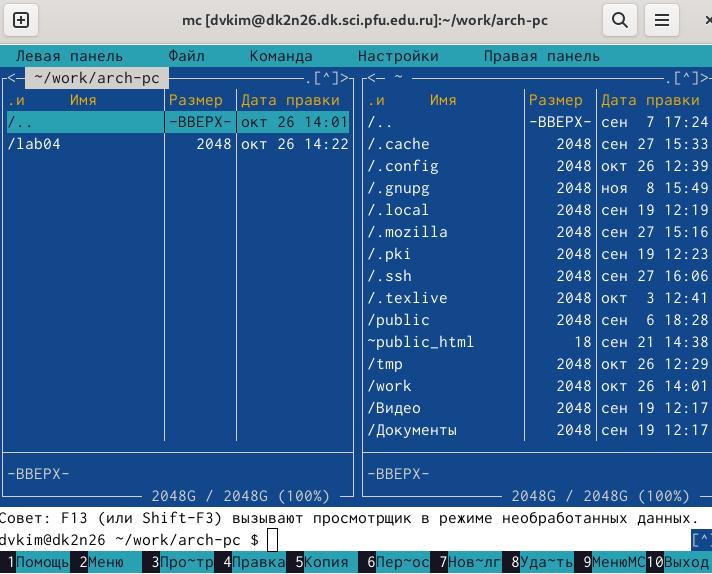 mc [dvkim@dk2n26.dk.sci.pfu.edu.ru]:~/work/arch-pc
Левая панель Файл Команда Настройки Правая панель
<— ~/work/arch-pc .[^]> <— ~ .[^]>
.и Имя Размер Дата правки .и Имя Размер Дата правки
/.. -ВВЕРХ- окт 26 14:01 /.. -ВВЕРХ- сен 7 17:24
/lab04 2048 окт 26 14:22 /.cache 2048 сен 27 15:33
/.config 2048 окт 26 12:39
/.gnupg 2048 ноя 8 15:49
/.local 2048 сен 19 12:19
/.mozilla 2048 сен 27 15:16
/.pki 2048 сен 19 12:23
/.ssh 2048 сен 27 16:06
/.texlive 2048 окт 3 12:41
/public 2048 сен 6 18:28
~public_html 18 сен 21 14:38
/tmp 2048 окт 26 12:29
/work 2048 окт 26 14:01
/Видео 2048 сен 19 12:17
/Документы 2048 сен 19 12:17
-ВВЕРХ- -ВВЕРХ-
2048G / 2048G (100%) 2048G / 2048G (100%)
Совет: F13 (или Shift-F3) вызывают просмотрщик в режиме необработанных данных.
dvkim@dk2n26 ~/work/arch-pc $ [^
1Помощь 2Меню 3Про~тр 4Правка 5Копия 6Пер~ос 7Нов~лг 8Уда~ть 9МенюMC 10Выход